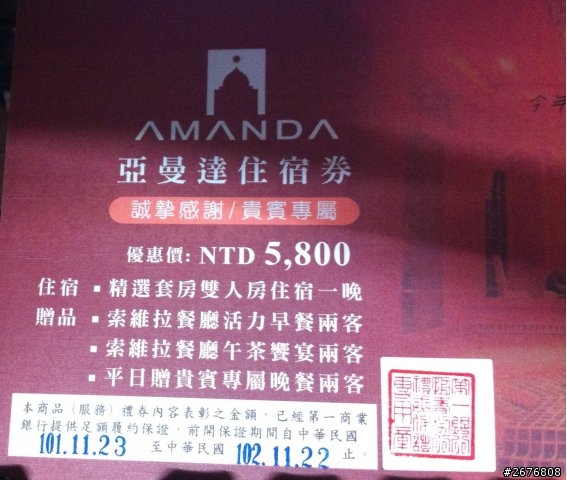 AMANDA
亞曼達住宿券
誠摯感謝/貴賓專屬
優惠價: NTD 5,800
住宿 ▪ 精選套房雙人房住宿一晚
贈品 ▪ 索維拉餐廳活力早餐兩客
▪ 索維拉餐廳午茶饗宴兩客
▪ 平日贈貴賓專屬晚餐兩客
本商品（服務）禮券內容表彰之金額，已經第一商業
銀行提供足額履約保證，前開保證期間自中華民國
101.11.23 至中華民國 102.11.22 止。
今年
#2676808